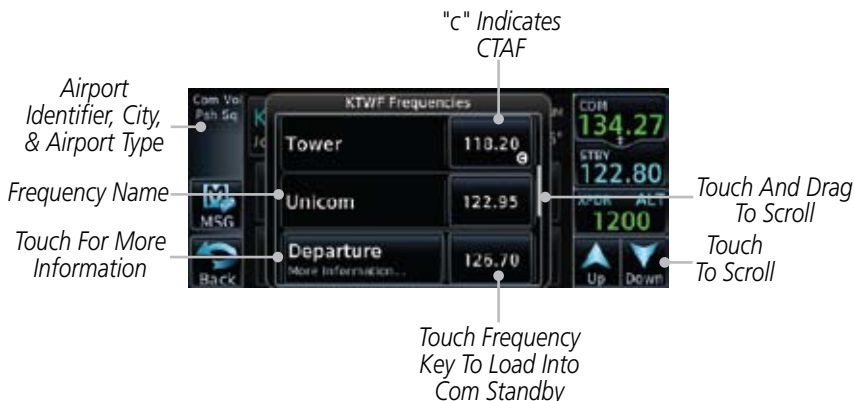 "c" Indicates
CTAF
Airport
Identifier, City,
& Airport Type
Frequency Name
Touch For More
Information
Com Vol
Psh Sq
MSG
Back
KTWF Frequencies
Tower
118.20
c
Unicom
122.95
Departure
More Information...
126.70
COM
134.27
STBY
122.80
XPDR ALT
1200
Up Down
Touch And Drag
To Scroll
Touch
To Scroll
Touch Frequency
Key To Load Into
Com Standby